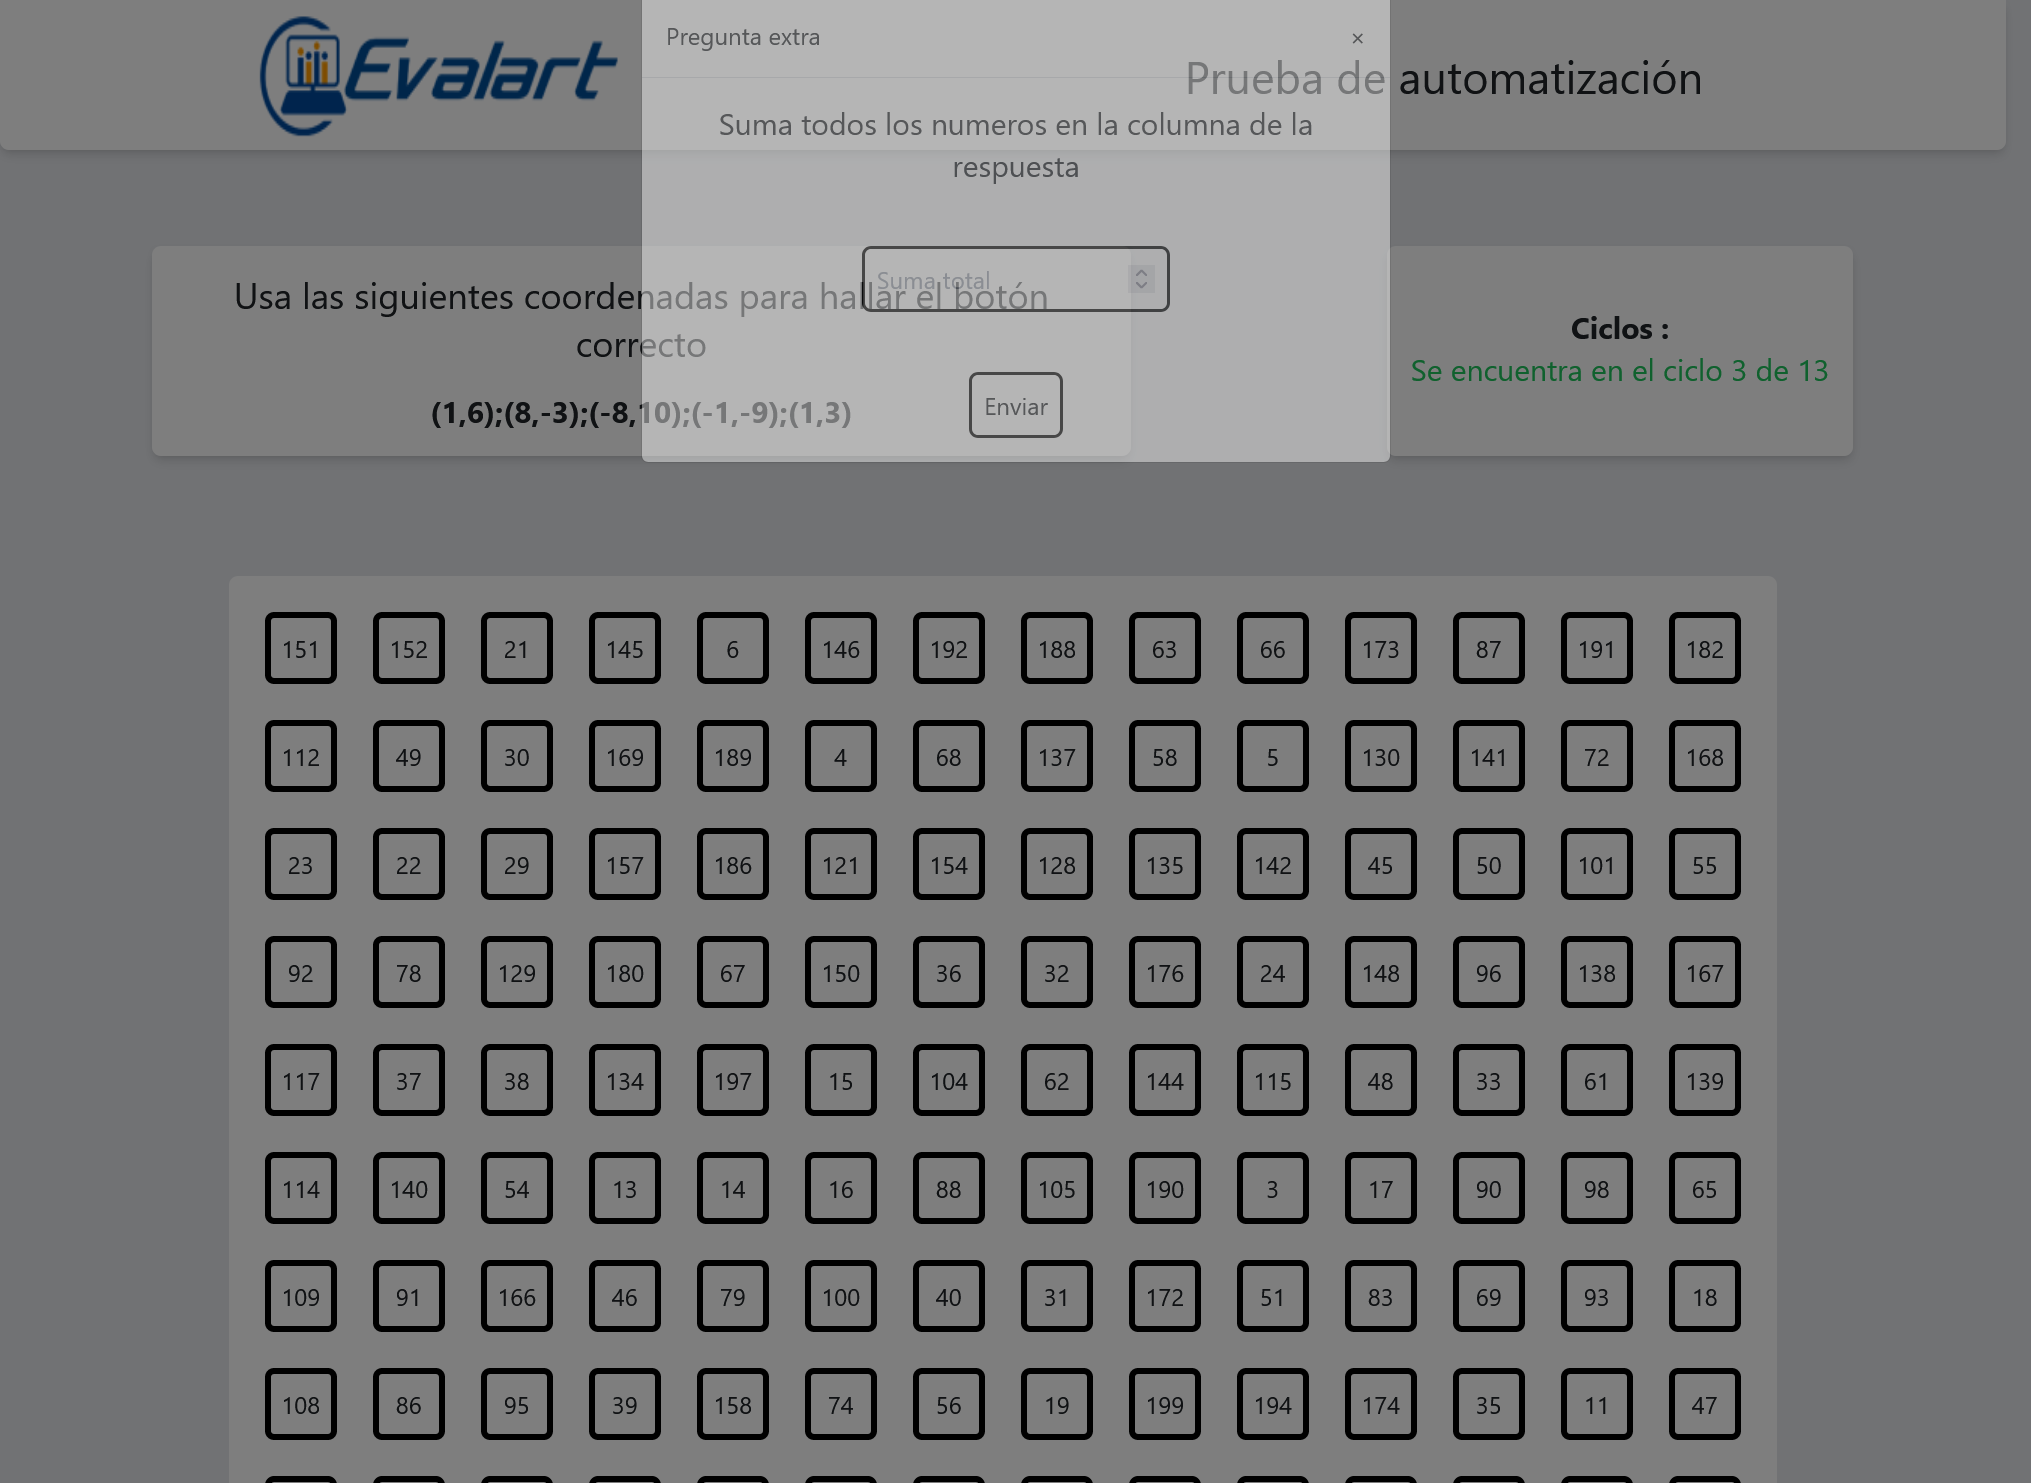 Evalart
Prueba de automatización
Pregunta extra
×
Suma todos los numeros en la columna de la
respuesta
Suma total
Enviar
Usa las siguientes coordenadas para hallar el botón
correcto
(1,6);(8,-3);(-8,10);(-1,-9);(1,3)
Ciclos :
Se encuentra en el ciclo 3 de 13
151 152 21 145 6 146 192 188 63 66 173 87 191 182
112 49 30 169 189 4 68 137 58 5 130 141 72 168
23 22 29 157 186 121 154 128 135 142 45 50 101 55
92 78 129 180 67 150 36 32 176 24 148 96 138 167
117 37 38 134 197 15 104 62 144 115 48 33 61 139
114 140 54 13 14 16 88 105 190 3 17 90 98 65
109 91 166 46 79 100 40 31 172 51 83 69 93 18
108 86 95 39 158 74 56 19 199 194 174 35 11 47